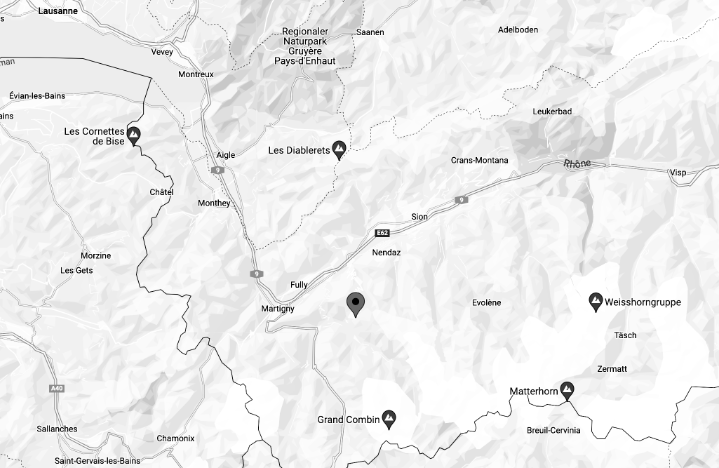 Lausanne
Regionaler
Naturpark
Gruyère
Pays-d'Enhaut
Saanen
Adelboden
Vevey
Montreux
Évian-les-Bains
Leukerbad
Les Cornettes
de Bise
Les Diablerets
Aigle
Crans-Montana
Rhône
9
Visp
Châtel
Monthey
9
Sion
E62
Nendaz
Morzine
Les Gets
9
Fully
Martigny
Evolène
Weisshorngruppe
Täsch
Zermatt
A40
Matterhorn
Grand Combin
Sallanches
Chamonix
Breuil-Cervinia
Saint-Gervais-les-Bains